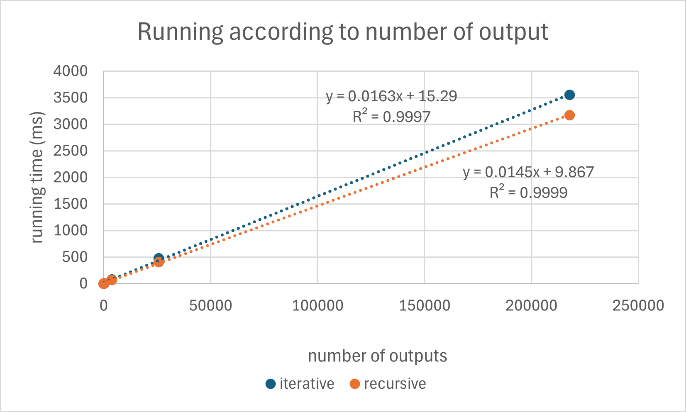 Running according to number of output
4000
3500
3000
2500
2000
1500
1000
500
0
running time (ms)
y = 0.0163x + 15.29
R² = 0.9997
y = 0.0145x + 9.867
R² = 0.9999
0 50000 100000 150000 200000 250000
number of outputs
iterative recursive